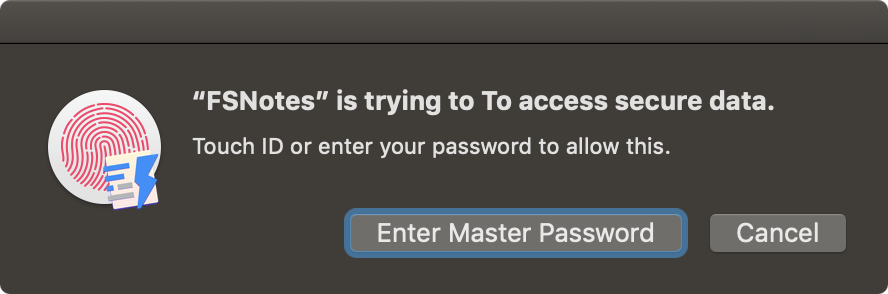 “FSNotes” is trying to To access secure data.
Touch ID or enter your password to allow this.
Enter Master Password
Cancel